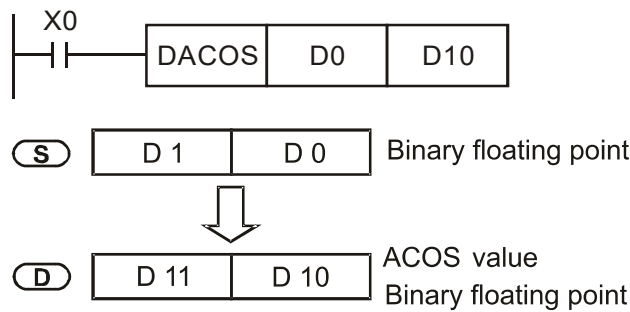 X0
DACOS D0 D10
S D 1 D 0 Binary floating point
D D 11 D 10 ACOS value
Binary floating point